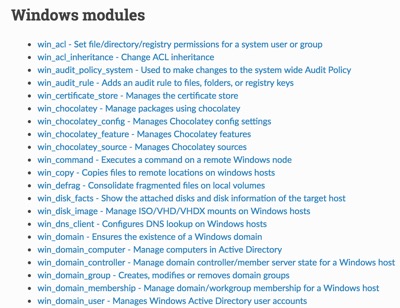 Windows modules
win_acl - Set file/directory/registry permissions for a system user or group
win_acl_inheritance - Change ACL inheritance
win_audit_policy_system - Used to make changes to the system wide Audit Policy
win_audit_rule - Adds an audit rule to files, folders, or registry keys
win_certificate_store - Manages the certificate store
win_chocolatey - Manage packages using chocolatey
win_chocolatey_config - Manages Chocolatey config settings
win_chocolatey_feature - Manages Chocolatey features
win_chocolatey_source - Manages Chocolatey sources
win_command - Executes a command on a remote Windows node
win_copy - Copies files to remote locations on windows hosts
win_defrag - Consolidate fragmented files on local volumes
win_disk_facts - Show the attached disks and disk information of the target host
win_disk_image - Manage ISO/VHD/VHDX mounts on Windows hosts
win_dns_client - Configures DNS lookup on Windows hosts
win_domain - Ensures the existence of a Windows domain
win_domain_computer - Manage computers in Active Directory
win_domain_controller - Manage domain controller/member server state for a Windows host
win_domain_group - Creates, modifies or removes domain groups
win_domain_membership - Manage domain/workgroup membership for a Windows host
win_domain_user - Manages Windows Active Directory user accounts